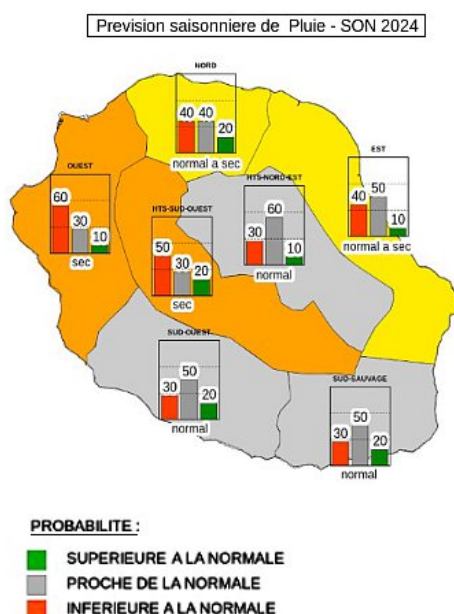 Prevision saisonniere de Pluie - SON 2024
NORD
40 40 20
normal a sec
EST
40 50 10
normal a sec
OUEST
60 30 10
sec
HTS-NORD-EST
30 60 10
normal
HTS-SUD-OUEST
50 30 20
sec
SUD-OUEST
30 50 20
normal
SUD-SAUVAGE
30 50 20
normal
PROBABILITE :
SUPERIEURE A LA NORMALE
PROCHE DE LA NORMALE
INFERIEURE A LA NORMALE